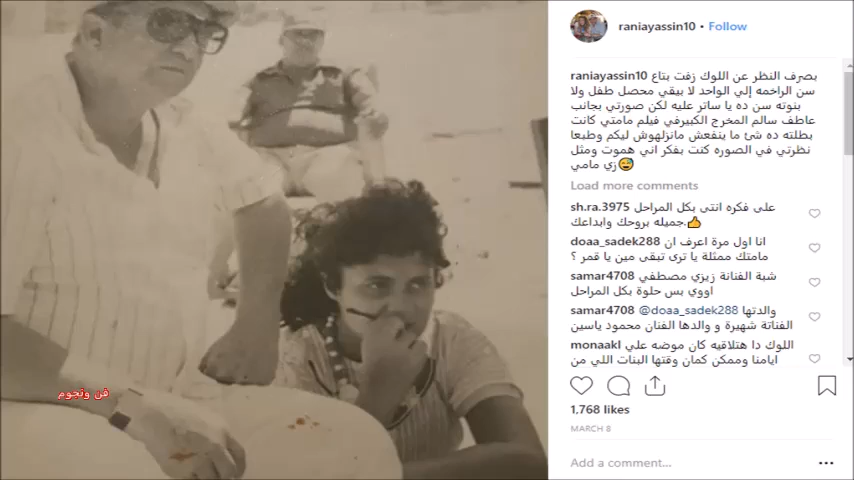 raniayassin10 • Follow
raniayassin10 بصرف النظر عن اللوك زفت بتاع
سن الراخمه إلي الواحد لا بيقي محصل طفل ولا
بنوته سن ده يا ساتر عليه لكن صورتي بجانب
عاطف سالم المخرج الكبيرفي فيلم مامتي كانت
بطلته ده شئ ما ينفعش مانزلهوش ليكم وطبعا
نظرتي في الصوره كنت بفكر اني هموت ومثل
زي مامي😅
Load more comments
sh.ra.3975 على فكره انتى بكل المراحل
جميله بروحك وابداعك.👍
doaa_sadek288 انا اول مرة اعرف ان
مامتك ممثلة يا ترى تبقى مين يا قمر ؟
samar4708 شبة الفنانة زيزي مصطفي
اووي بس حلوة بكل المراحل
samar4708 @doaa_sadek288 والدتها
الفنانة شهيرة و والدها الفنان محمود ياسين
monaakl اللوك دا هتلاقيه كان موضه علي
ايامنا وممكن كمان وقتها البنات اللي من
1,768 likes
MARCH 8
Add a comment...
فن ونجوم